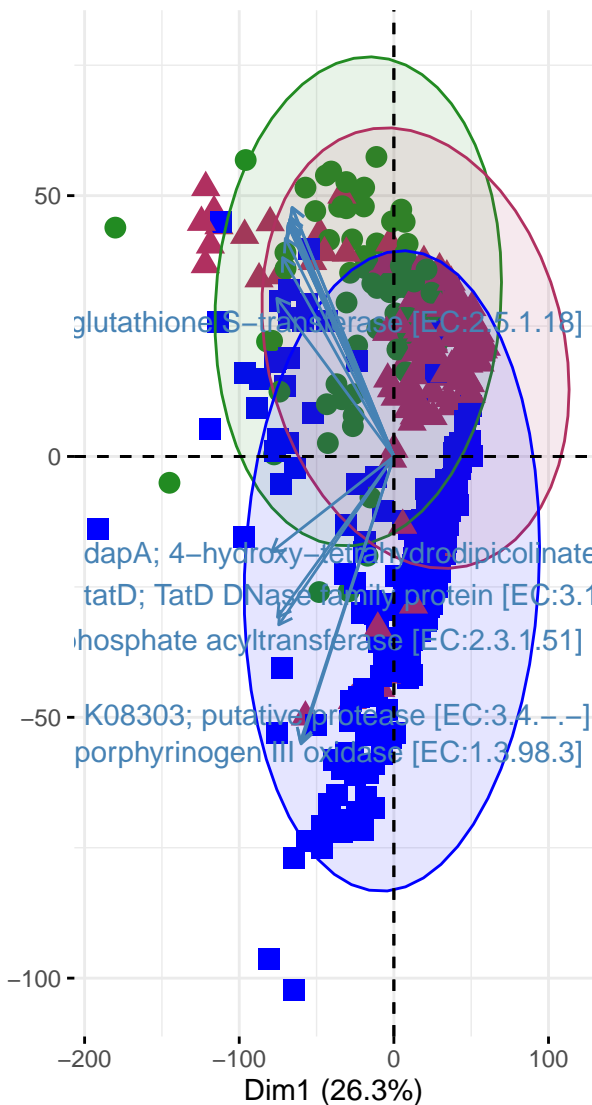 50
glutathione S−transferase [EC:2.5.1.18]
0
dapA; 4−hydroxy−tetrahydrodipicolinate
tatD; TatD DNase family protein [EC:3.1
phosphate acyltransferase [EC:2.3.1.51]
−50
K08303; putative protease [EC:3.4.−.−]
porphyrinogen III oxidase [EC:1.3.98.3]
−100
−200 −100 0 100
Dim1 (26.3%)